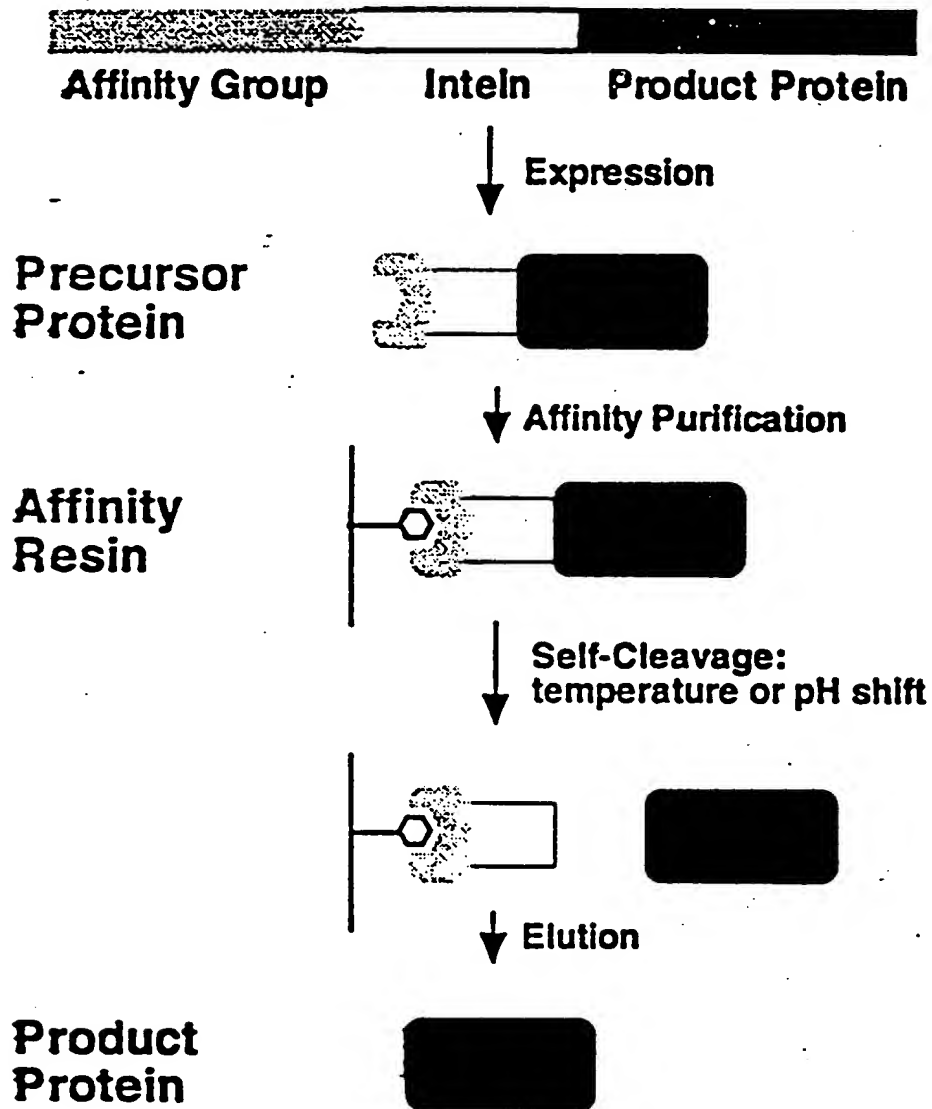 Affinity Group Intein Product Protein
Expression
Precursor
Protein
Affinity Purification
Affinity
Resin
Self-Cleavage:
temperature or pH shift
Elution
Product
Protein